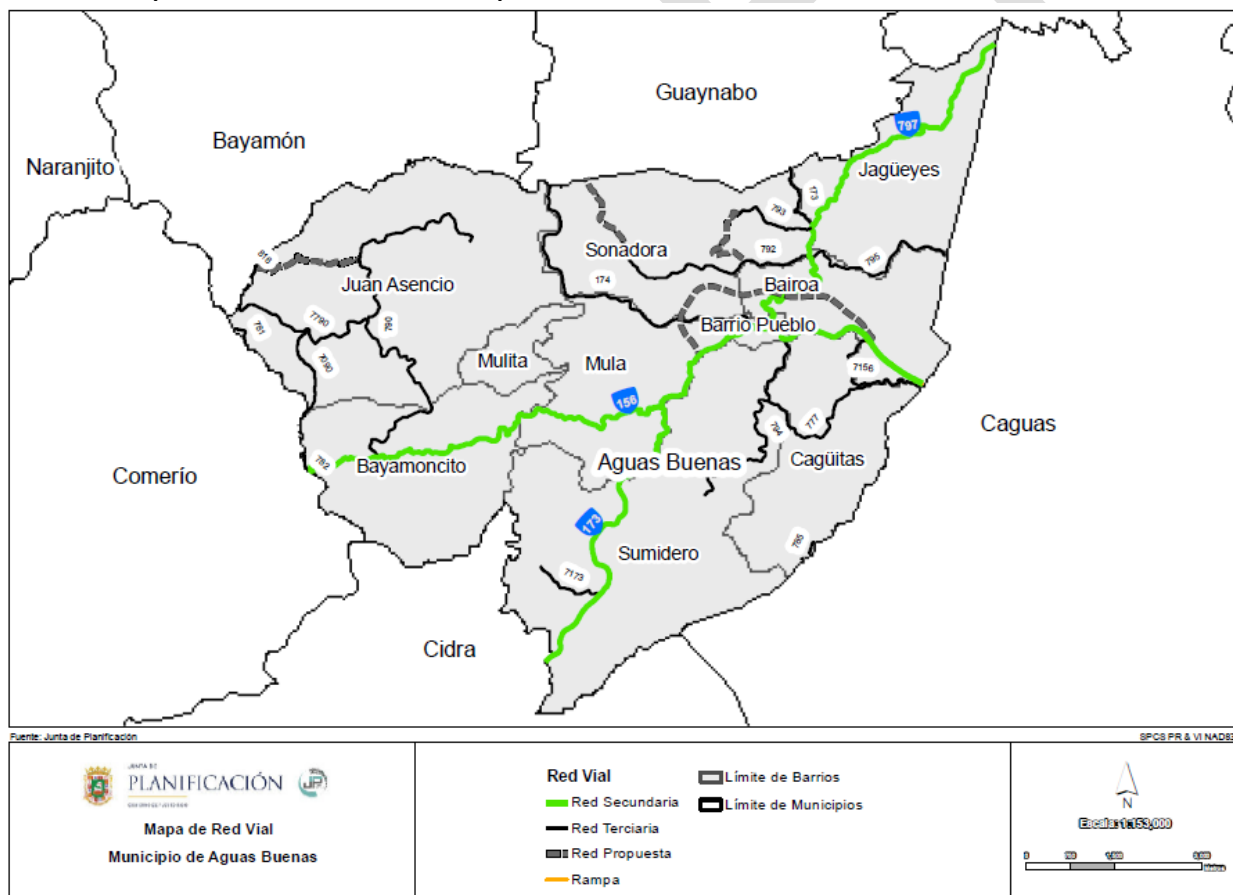 Guaynabo
Bayamón
Naranjito
797
Jagüeyes
173
793
792
795
Sonadora
816
Juan Asencio
174
Bairoa
7790
781
790
Barrio Pueblo
7090
Mulita
Mula
7156
156
777
794
Caguas
782
Bayamoncito
Aguas Buenas
Cagüitas
Comerío
173
Sumidero
785
7173
Cidra
Fuente: Junta de Planificación
SPCS PR & VI NAD83
JUNTA DE
PLANIFICACIÓN
JP
Mapa de Red Vial
Municipio de Aguas Buenas
Red Vial
Red Secundaria
Red Terciaria
Red Propuesta
Rampa
Límite de Barrios
Límite de Municipios
N
Escala: 1:153,000
0